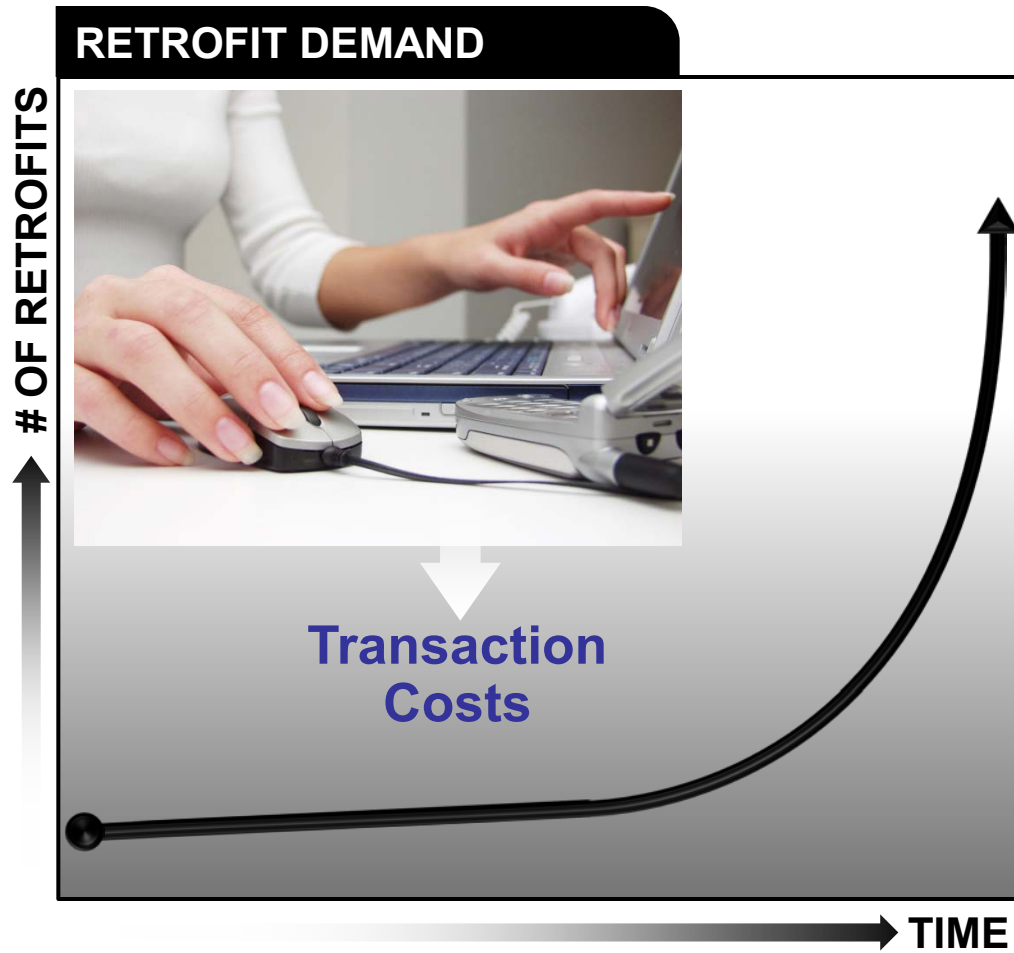 RETROFIT DEMAND
# OF RETROFITS
Transaction
Costs
TIME